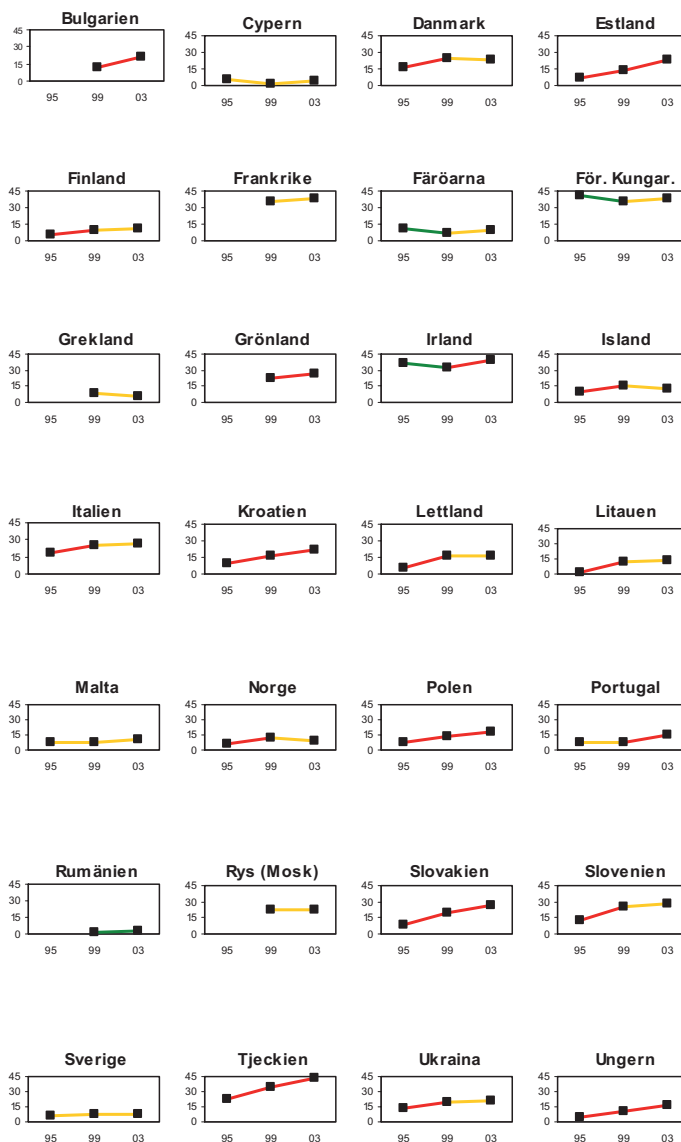 Bulgarien
45
30
15
0
95 99 03
Cypern
45
30
15
0
95 99 03
Danmark
45
30
15
0
95 99 03
Estland
45
30
15
0
95 99 03
Finland
45
30
15
0
95 99 03
Frankrike
45
30
15
0
95 99 03
Färöarna
45
30
15
0
95 99 03
För. Kungar.
45
30
15
0
95 99 03
Grekland
45
30
15
0
95 99 03
Grönland
45
30
15
0
95 99 03
Irland
45
30
15
0
95 99 03
Island
45
30
15
0
95 99 03
Italien
45
30
15
0
95 99 03
Kroatien
45
30
15
0
95 99 03
Lettland
45
30
15
0
95 99 03
Litauen
45
30
15
0
95 99 03
Malta
45
30
15
0
95 99 03
Norge
45
30
15
0
95 99 03
Polen
45
30
15
0
95 99 03
Portugal
45
30
15
0
95 99 03
Rumänien
45
30
15
0
95 99 03
Rys (Mosk)
45
30
15
0
95 99 03
Slovakien
45
30
15
0
95 99 03
Slovenien
45
30
15
0
95 99 03
Sverige
45
30
15
0
95 99 03
Tjeckien
45
30
15
0
95 99 03
Ukraina
45
30
15
0
95 99 03
Ungern
45
30
15
0
95 99 03